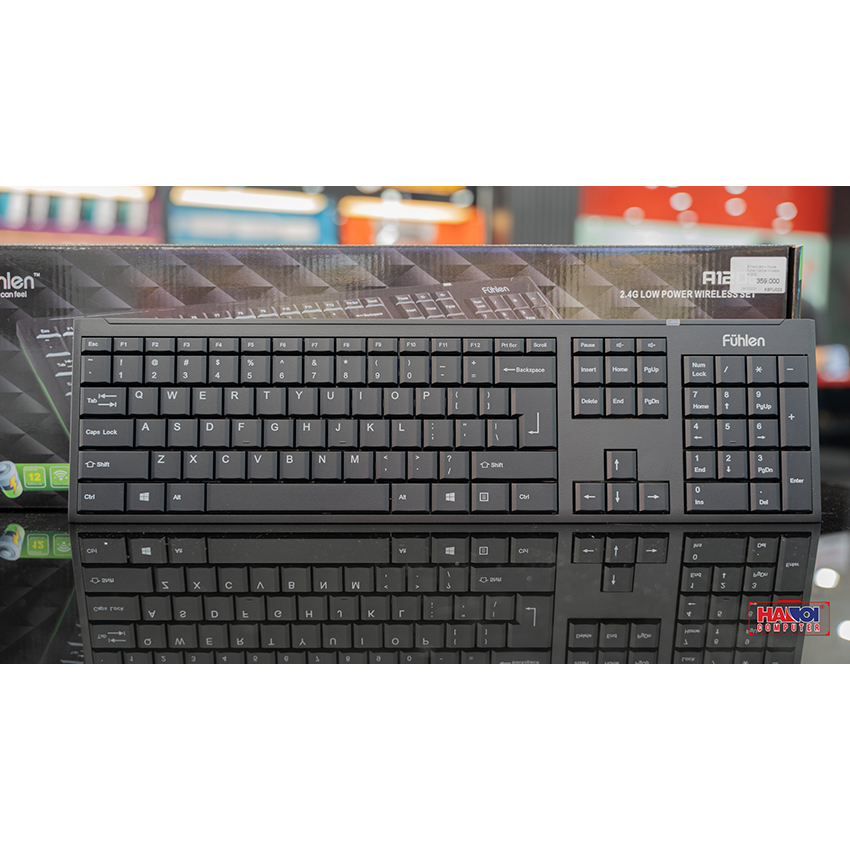 hlen™
can feel
A12
2.4G LOW POWER WIRELESS SET
359.000
Fühlen
Fühlen
Esc F1 F2 F3 F4 F5 F6 F7 F8 F9 F10 F11 F12 Prt Scr Scroll Pause
~ ! @ # $ % ^ & * ( ) _ + ← Backspace Insert Home PgUp Num Lock / * -
` 1 2 3 4 5 6 7 8 9 0 - =
Tab Q W E R T Y U I O P { } | Delete End PgDn 7 Home 8 ↑ 9 PgUp +
[ ] \
Caps Lock A S D F G H J K L : " 4 ← 5 6 →
; '
⇧ Shift Z X C V B N M < > ? ⇧ Shift ↑ 1 End 2 ↓ 3 PgDn Enter
, . /
Ctrl Alt Alt Ctrl ← ↓ → 0 Ins . Del
12
HANOI
COMPUTER